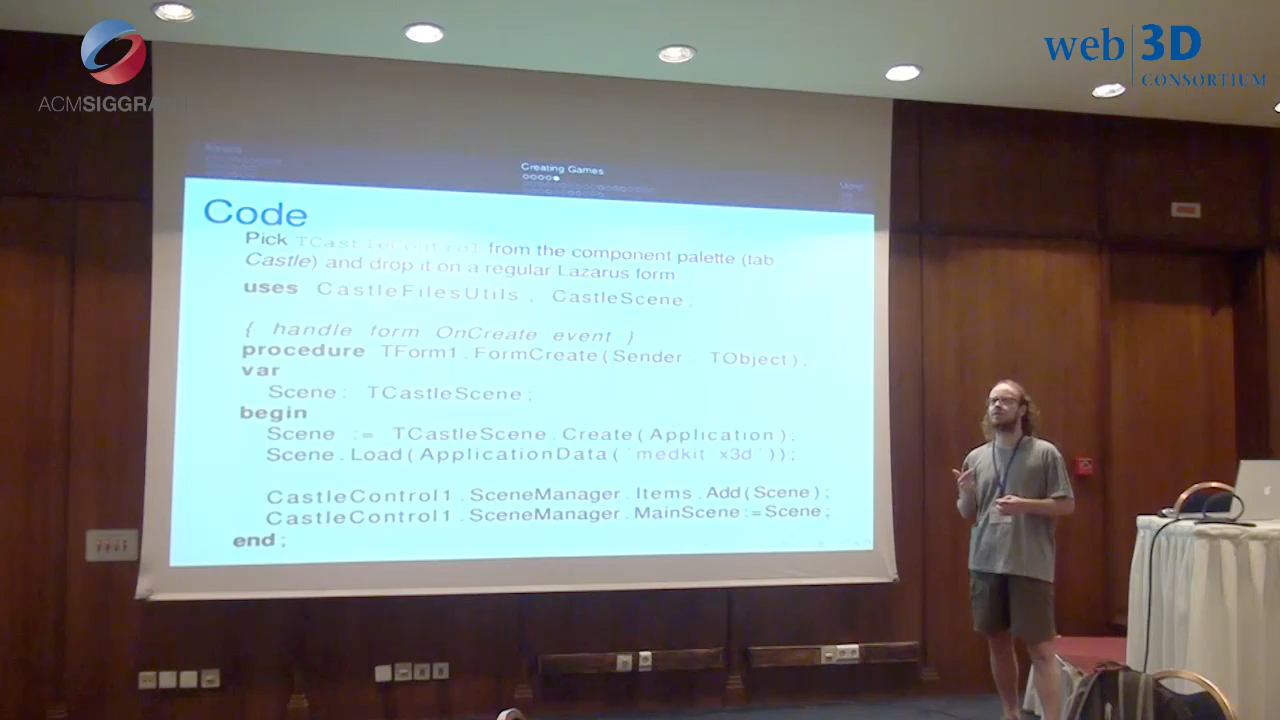 ACMSIGGRA
web 3D
CONSORTIUM
Creating Games
Code
Pick TCastleControl from the component palette (tab
Castle) and drop it on a regular Lazarus form
uses CastleFilesUtils, CastleScene;
{ handle form OnCreate event }
procedure TForm1.FormCreate(Sender: TObject);
var
Scene: TCastleScene;
begin
Scene := TCastleScene.Create(Application);
Scene.Load(ApplicationData('medkit.x3d'));
CastleControl1.SceneManager.Items.Add(Scene);
CastleControl1.SceneManager.MainScene:=Scene;
end;